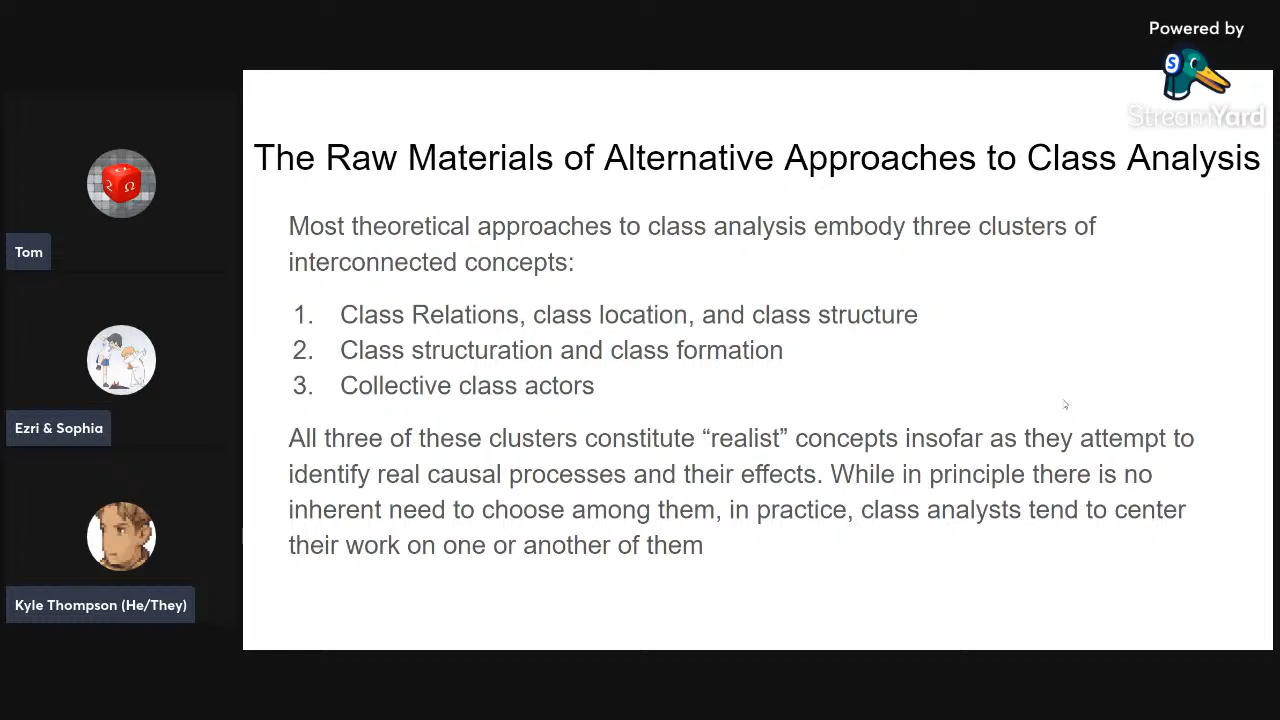 Powered by
StreamYard
The Raw Materials of Alternative Approaches to Class Analysis
Most theoretical approaches to class analysis embody three clusters of
interconnected concepts:
1. Class Relations, class location, and class structure
2. Class structuration and class formation
3. Collective class actors
All three of these clusters constitute “realist” concepts insofar as they attempt to
identify real causal processes and their effects. While in principle there is no
inherent need to choose among them, in practice, class analysts tend to center
their work on one or another of them
Tom
Ezri & Sophia
Kyle Thompson (He/They)